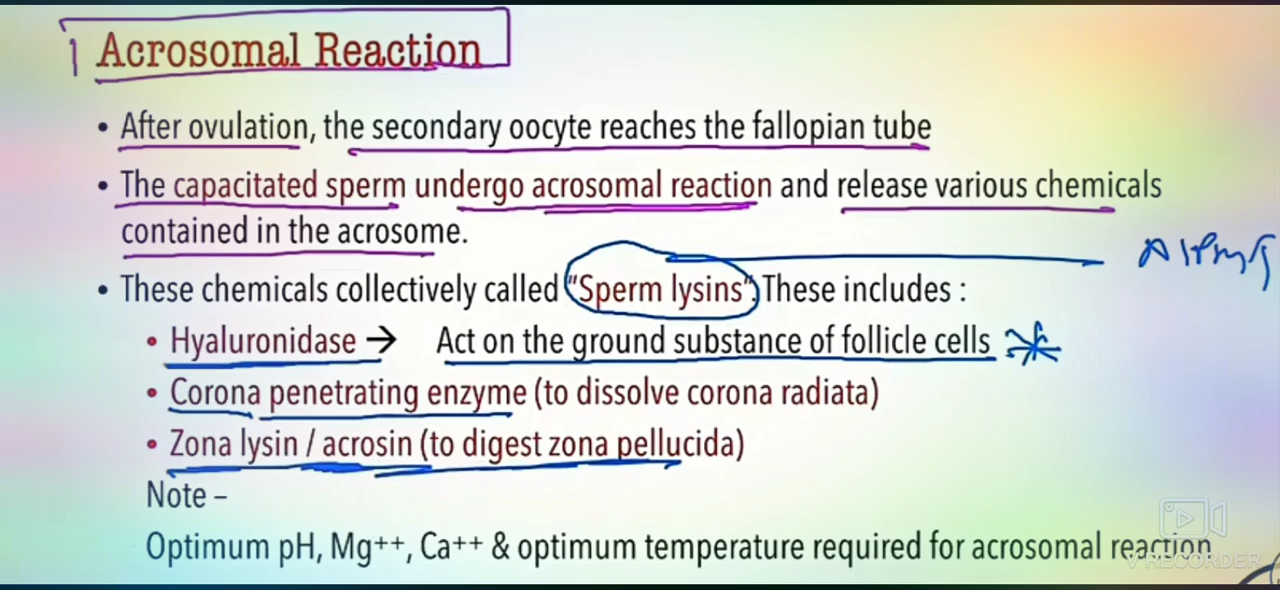 Acrosomal Reaction
• After ovulation, the secondary oocyte reaches the fallopian tube
• The capacitated sperm undergo acrosomal reaction and release various chemicals
contained in the acrosome.
AIPMS
• These chemicals collectively called "Sperm lysins". These includes :
• Hyaluronidase → Act on the ground substance of follicle cells
• Corona penetrating enzyme (to dissolve corona radiata)
• Zona lysin / acrosin (to digest zona pellucida)
Note –
Optimum pH, Mg⁺⁺, Ca⁺⁺ & optimum temperature required for acrosomal reaction
V RECORDER